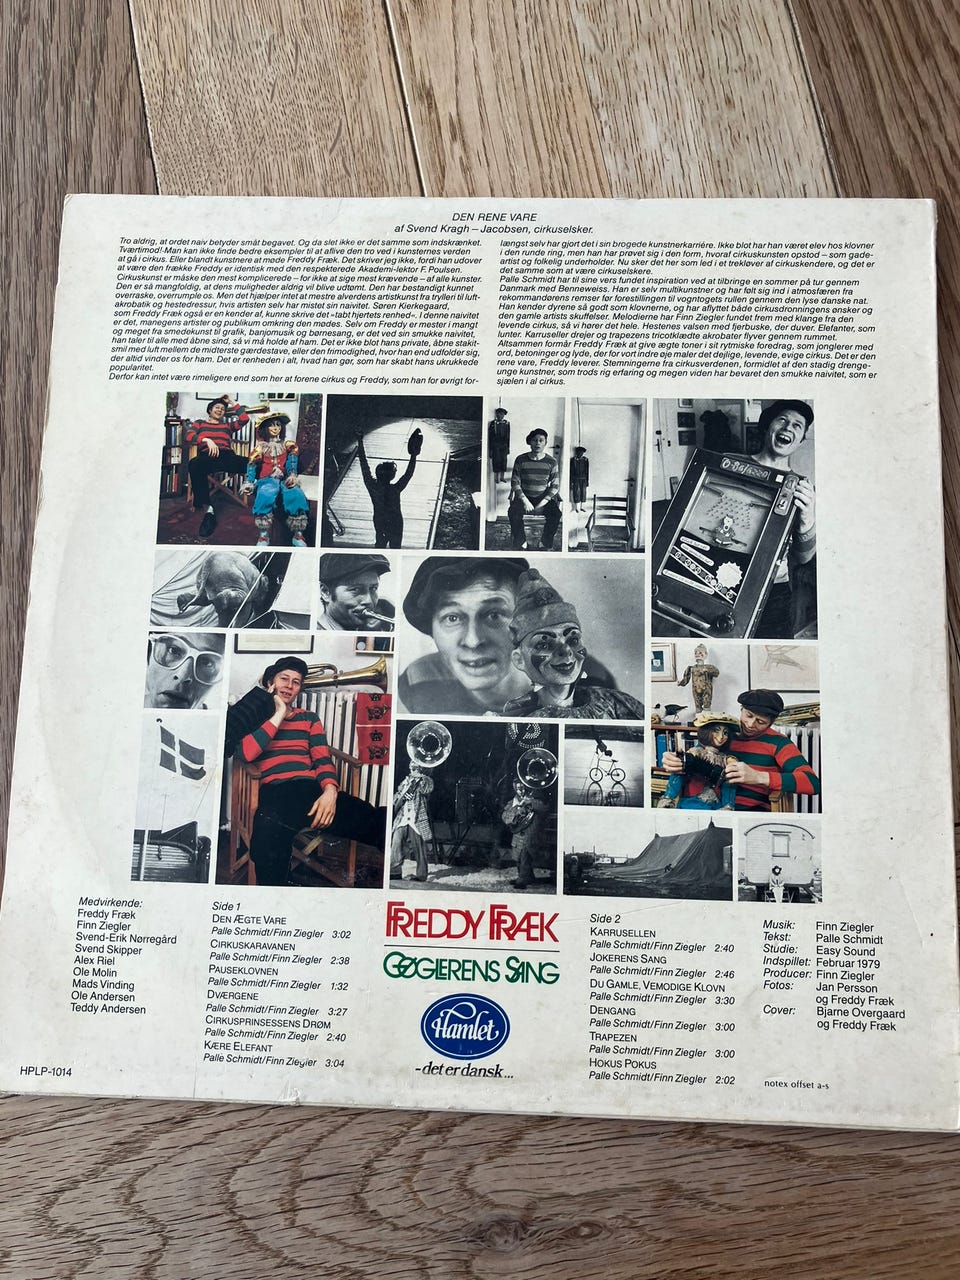 DEN RENE VARE
af Svend Kragh – Jacobsen, cirkuselsker.
Tro aldrig, at ordet naiv betyder småt begavet. Og da slet ikke er det samme som indskrænket.
Tværtimod!-Man kan ikke finde bedre eksempler til at aflive den tro ved i kunsternes verden
at gå i cirkus. Eller blandt kunstnere at møde Freddy Fræk. Det skriver jeg ikke, fordi han udover
at være den frække Freddy er identisk med den respekterede Akademi-lektor F. Poulsen.
Cirkuskunst er måske den mest komplicerede – for ikke at sige mest krævende – af alle kunster.
Den er så mangfoldig, at dens muligheder aldrig vil blive udtømt. Den har bestandig kunnet
overraske, overrumple os. Men det hjælper intet at mestre alverdens artistkunst fra trylleri til luft-
akrobatik og hestedressur, hvis artisten selv har mistet sin naivitet. Søren Kierkegaard,
som Freddy Fræk også er en kender af, kunne skrive det »tabt hjertets renhed«. I denne naivitet
er det, manegens artister og publikum omkring den mødes. Selv om Freddy er mester i mangt
og meget fra smedekunst til grafik, banjomusik og børnesang, er det ved sin smukke naivitet,
han taler til alle med åbne sind, så vi må holde af ham. Det er ikke blot hans private, åbne stakit-
smil med luft mellem de midterste gærdestave, eller den frimodighed, hvor han end udfolder sig,
der altid vinder os for ham. Det er renheden i alt, hvad han gør, som har skabt hans ukrukkede
popularitet.
Derfor kan intet være rimeligere end som her at forene cirkus og Freddy, som han for øvrigt for-
længst selv har gjort det i sin brogede kunstnerkarriére. Ikke blot har han været elev hos klovner
i den runde ring, men han har prøvet sig i den form, hvoraf cirkuskunsten opstod – som gade-
artist og folkelig underholder. Nu sker det her som led i et trekløver af cirkuskendere, og det er
det samme som at være cirkuselskere.
Palle Schmidt har til sine vers fundet inspiration ved at tilbringe en sommer på tur gennem
Danmark med Benneweiss. Han er selv multikunstner og har følt sig ind i atmosfæren fra
rekommandørens remser før forestillingen til vogntogets rullen gennem den lyse danske nat.
Han kender dyrene så godt som klovnerne, og har aflyttet både cirkusdronningens ønsker og
den gamle artists skuffelser. Melodierne har Finn Ziegler fundet frem med klange fra den
levende cirkus, så vi hører det hele. Hestenes valsen med fjerbuske, der duver. Elefanter, som
lunter. Karruseller drejer og trapezens tricotklædte akrobater flyver gennem rummet.
Altsammen formår Freddy Fræk at give ægte toner i sit rytmiske foredrag, som jonglerer med
ord, betoninger og lyde, der for vort indre øje maler det dejlige, levende, evige cirkus. Det er den
rene vare, Freddy leverer. Stemningerne fra cirkusverdenen, formidlet af den stadig drenge-
unge kunstner, som trods rig erfaring og megen viden har bevaret den smukke naivitet, som er
sjælen i al cirkus.
Medvirkende:
Freddy Fræk
Finn Ziegler
Svend-Erik Nørregård
Svend Skipper
Alex Riel
Ole Molin
Mads Vinding
Ole Andersen
Teddy Andersen
HPLP-1014
Side 1
DEN ÆGTE VARE
Palle Schmidt/Finn Ziegler 3:02
CIRKUSKARAVANEN
Palle Schmidt/Finn Ziegler 2:38
PAUSEKLOVNEN
Palle Schmidt/Finn Ziegler 1:32
DVÆRGENE
Palle Schmidt/Finn Ziegler 3:27
CIRKUSPRINSESSENS DRØM
Palle Schmidt/Finn Ziegler 2:40
KÆRE ELEFANT
Palle Schmidt/Finn Ziegler 3:04
FREDDY FRÆK
GØGLERENS SANG
Hamlet
- det er dansk...
Side 2
KARRUSELLEN
Palle Schmidt/Finn Ziegler 2:40
JOKERENS SANG
Palle Schmidt/Finn Ziegler 2:46
DU GAMLE, VEMODIGE KLOVN
Palle Schmidt/Finn Ziegler 3:30
DENGANG
Palle Schmidt/Finn Ziegler 3:00
TRAPEZEN
Palle Schmidt/Finn Ziegler 3:00
HOKUS POKUS
Palle Schmidt/Finn Ziegler 2:02
Musik: Finn Ziegler
Tekst: Palle Schmidt
Studie: Easy Sound
Indspillet: Februar 1979
Producer: Finn Ziegler
Fotos: Jan Persson
og Freddy Fræk
Cover: Bjarne Overgaard
og Freddy Fræk
notex offset a-s